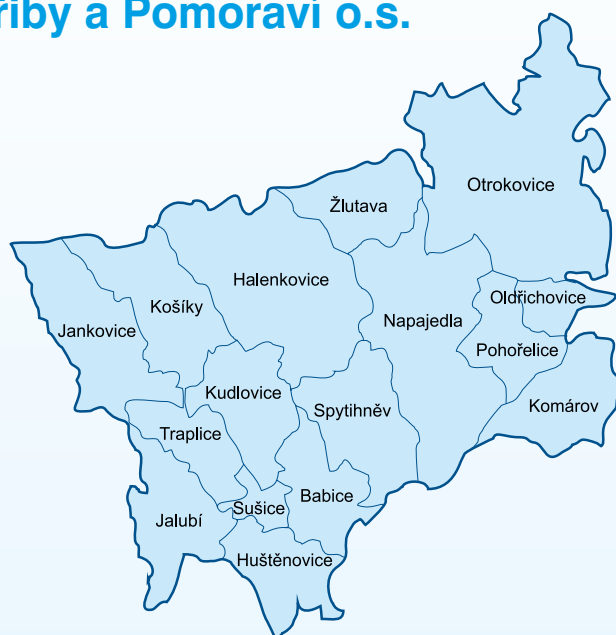 řiby a Pomoraví o.s.
Otrokovice
Žlutava
Halenkovice
Oldřichovice
Košíky
Napajedla
Jankovice
Pohořelice
Kudlovice
Komárov
Spytihněv
Traplice
Babice
Sušice
Jalubí
Huštěnovice